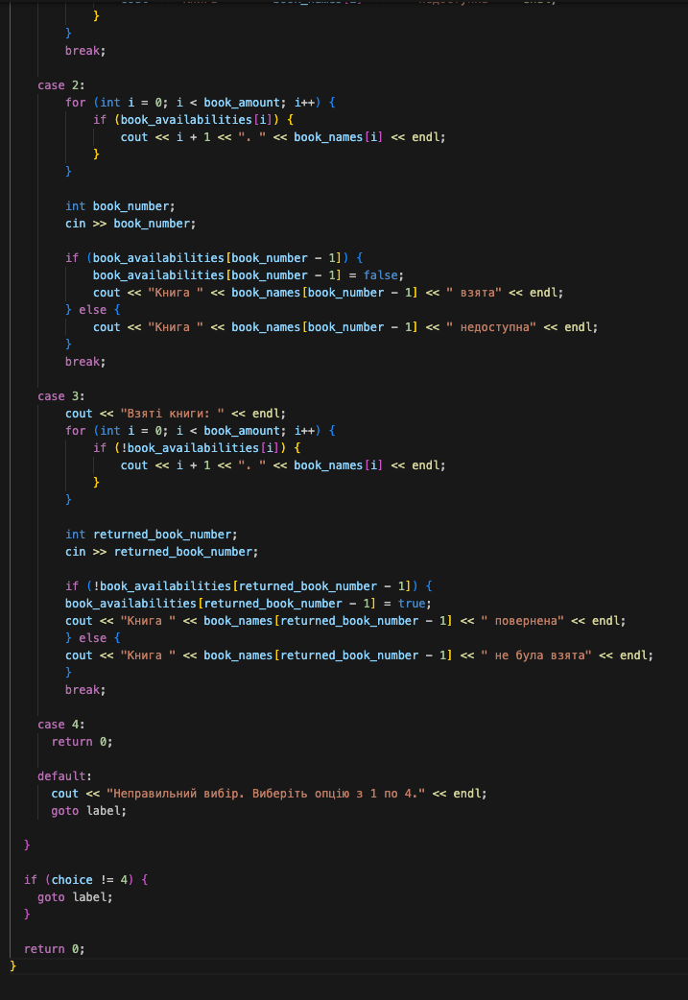 }
}
break;
case 2:
for (int i = 0; i < book_amount; i++) {
if (book_availabilities[i]) {
cout << i + 1 << ". " << book_names[i] << endl;
}
}
int book_number;
cin >> book_number;
if (book_availabilities[book_number - 1]) {
book_availabilities[book_number - 1] = false;
cout << "Книга " << book_names[book_number - 1] << " взята" << endl;
} else {
cout << "Книга " << book_names[book_number - 1] << " недоступна" << endl;
}
break;
case 3:
cout << "Взяті книги: " << endl;
for (int i = 0; i < book_amount; i++) {
if (!book_availabilities[i]) {
cout << i + 1 << ". " << book_names[i] << endl;
}
}
int returned_book_number;
cin >> returned_book_number;
if (!book_availabilities[returned_book_number - 1]) {
book_availabilities[returned_book_number - 1] = true;
cout << "Книга " << book_names[returned_book_number - 1] << " повернена" << endl;
} else {
cout << "Книга " << book_names[returned_book_number - 1] << " не була взята" << endl;
}
break;
case 4:
return 0;
default:
cout << "Неправильний вибір. Виберіть опцію з 1 по 4." << endl;
goto label;
}
if (choice != 4) {
goto label;
}
return 0;
}